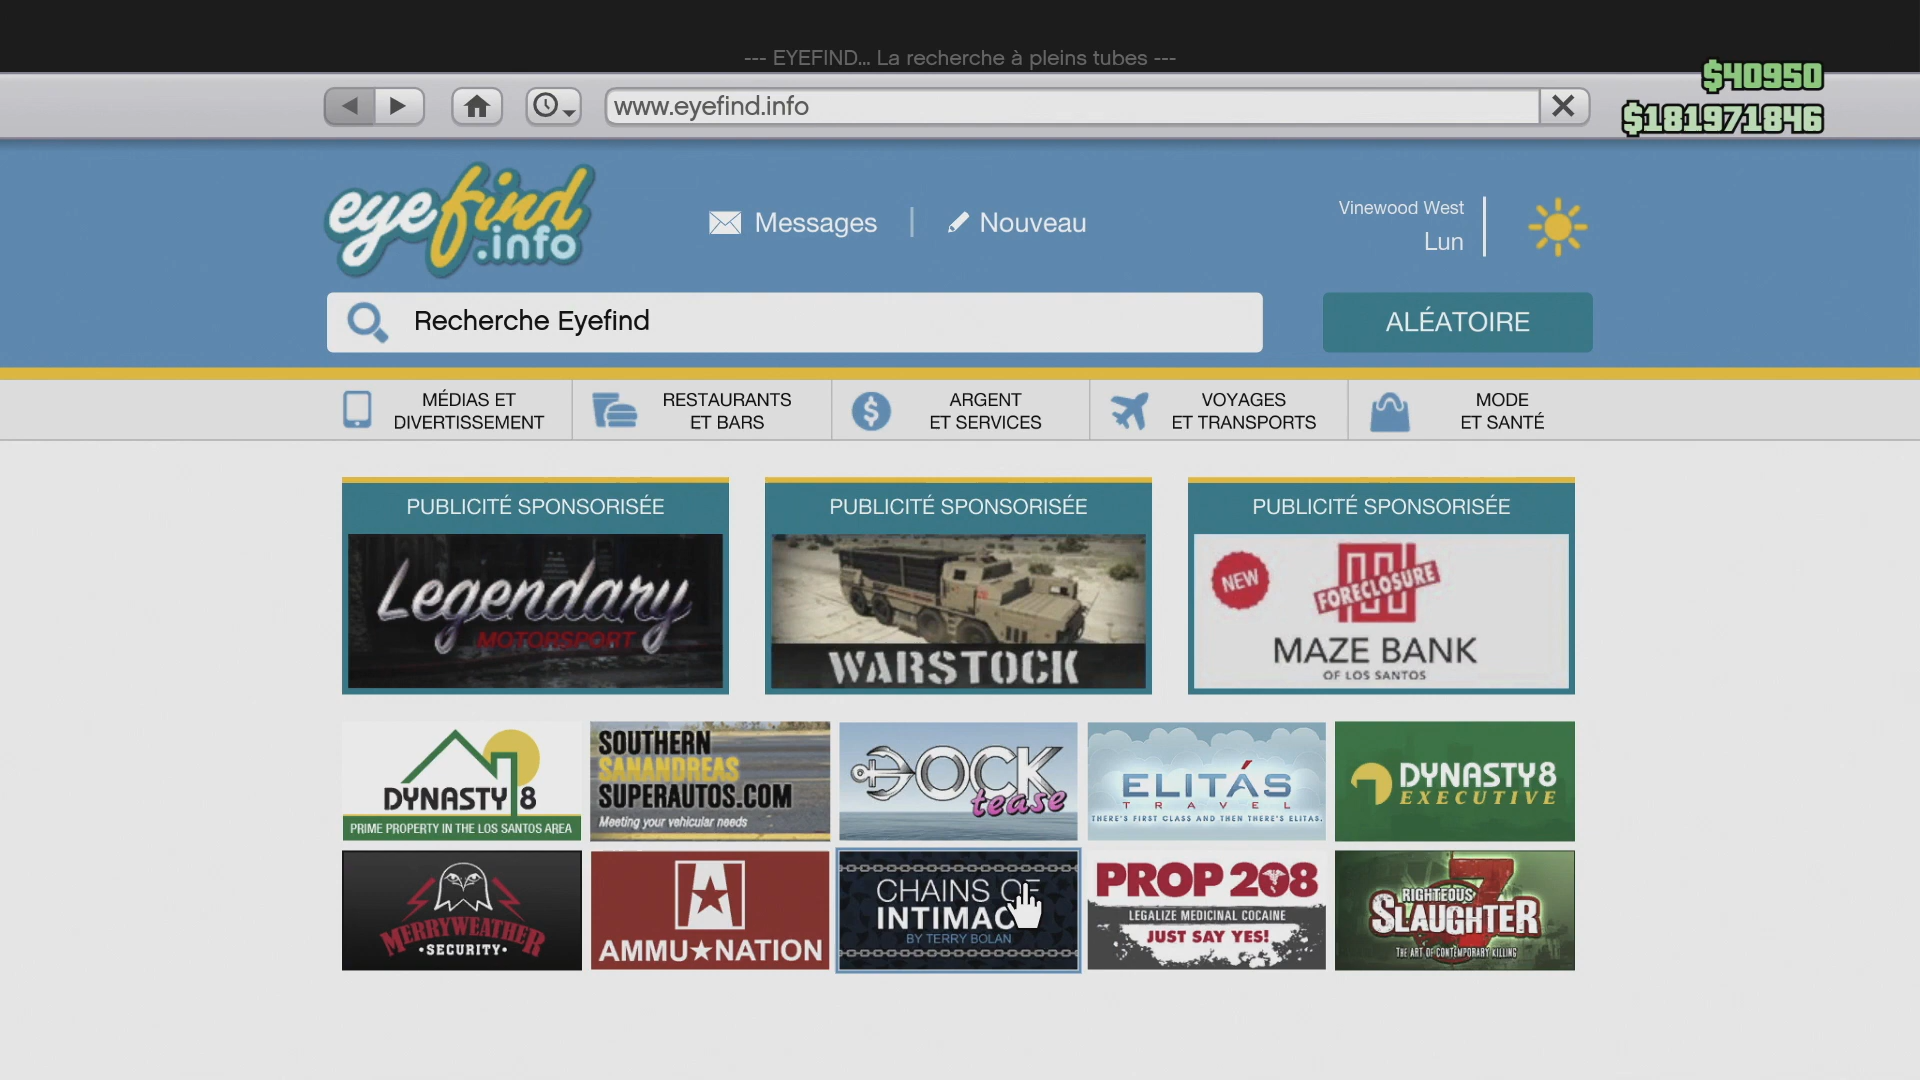 --- EYEFIND... La recherche à pleins tubes ---
$40950
$181971846
www.eyefind.info
eyefind
.info
Messages
Nouveau
Vinewood West
Lun
Recherche Eyefind
ALÉATOIRE
MÉDIAS ET
DIVERTISSEMENT
RESTAURANTS
ET BARS
ARGENT
ET SERVICES
VOYAGES
ET TRANSPORTS
MODE
ET SANTÉ
PUBLICITÉ SPONSORISÉE
Legendary
MOTORSPORT
PUBLICITÉ SPONSORISÉE
WARSTOCK
PUBLICITÉ SPONSORISÉE
NEW
FORECLOSURE
MAZE BANK
OF LOS SANTOS
DYNASTY 8
PRIME PROPERTY IN THE LOS SANTOS AREA
SOUTHERN
SANANDREAS
SUPERAUTOS.COM
Meeting your vehicular needs
DOCK
tease
ELITÁS
TRAVEL
THERE'S FIRST CLASS AND THEN THERE'S ELITAS.
DYNASTY 8
EXECUTIVE
MERRYWEATHER
•SECURITY•
AMMU★NATION
CHAINS OF
INTIMAC
BY TERRY BOLAN
PROP 208
LEGALIZE MEDICINAL COCAINE
JUST SAY YES!
7
RIGHTEOUS
SLAUGHTER
THE ART OF CONTEMPORARY KILLING